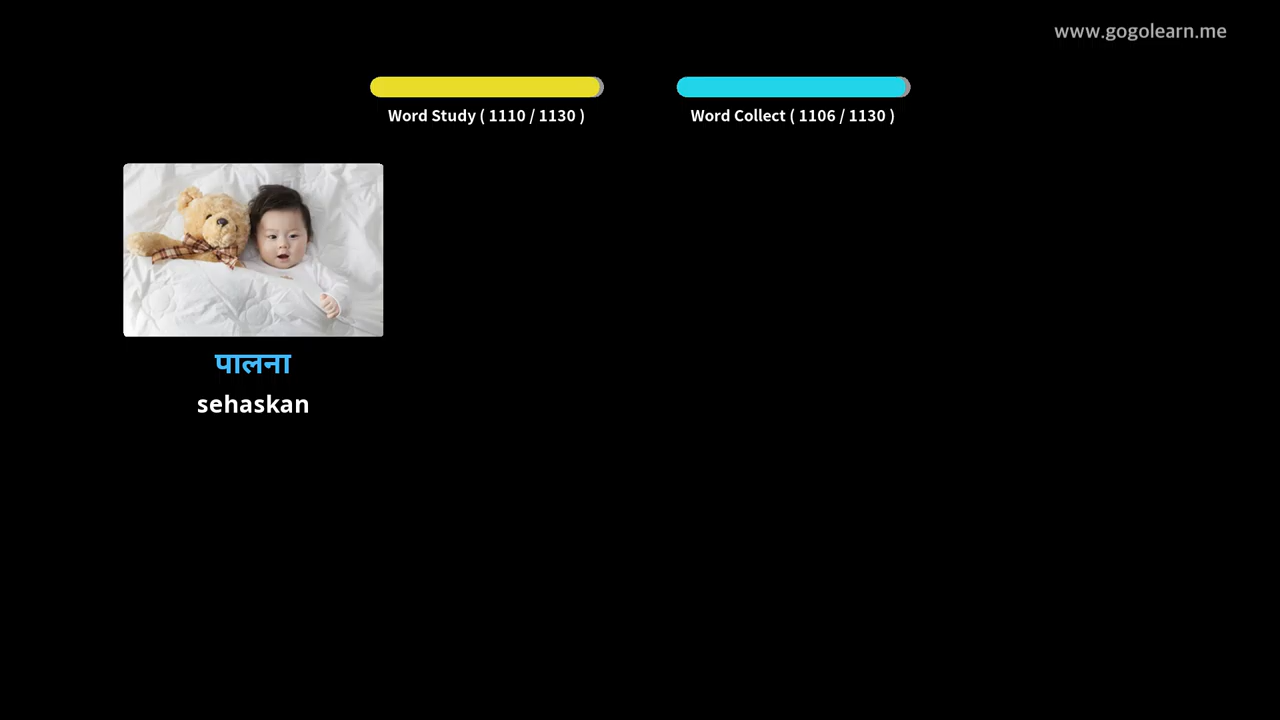 www.gogolearn.me
Word Study ( 1110 / 1130 )
Word Collect ( 1106 / 1130 )
पालना
sehaskan